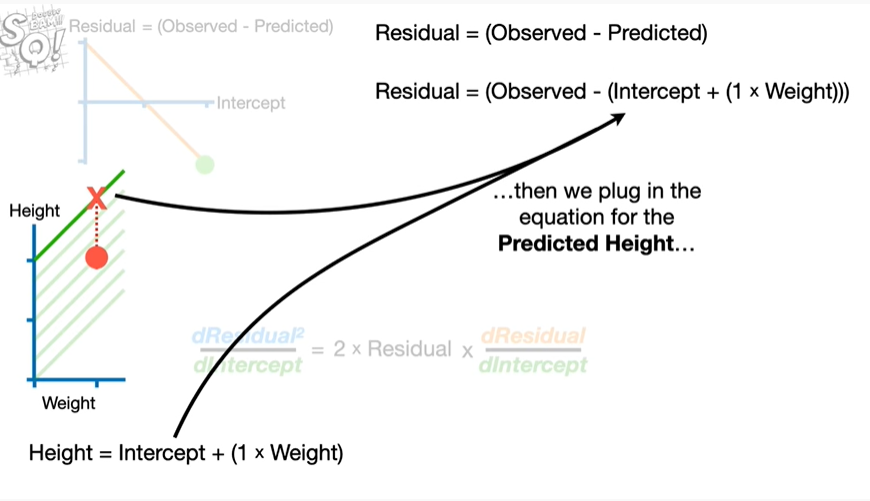 Residual = (Observed - Predicted)
Residual = (Observed - Predicted)
Residual = (Observed - (Intercept + (1 × Weight)))
Intercept
...then we plug in the
equation for the
Predicted Height...
Height
dResidual²
dIntercept
= 2 × Residual ×
dResidual
dIntercept
Weight
Height = Intercept + (1 × Weight)